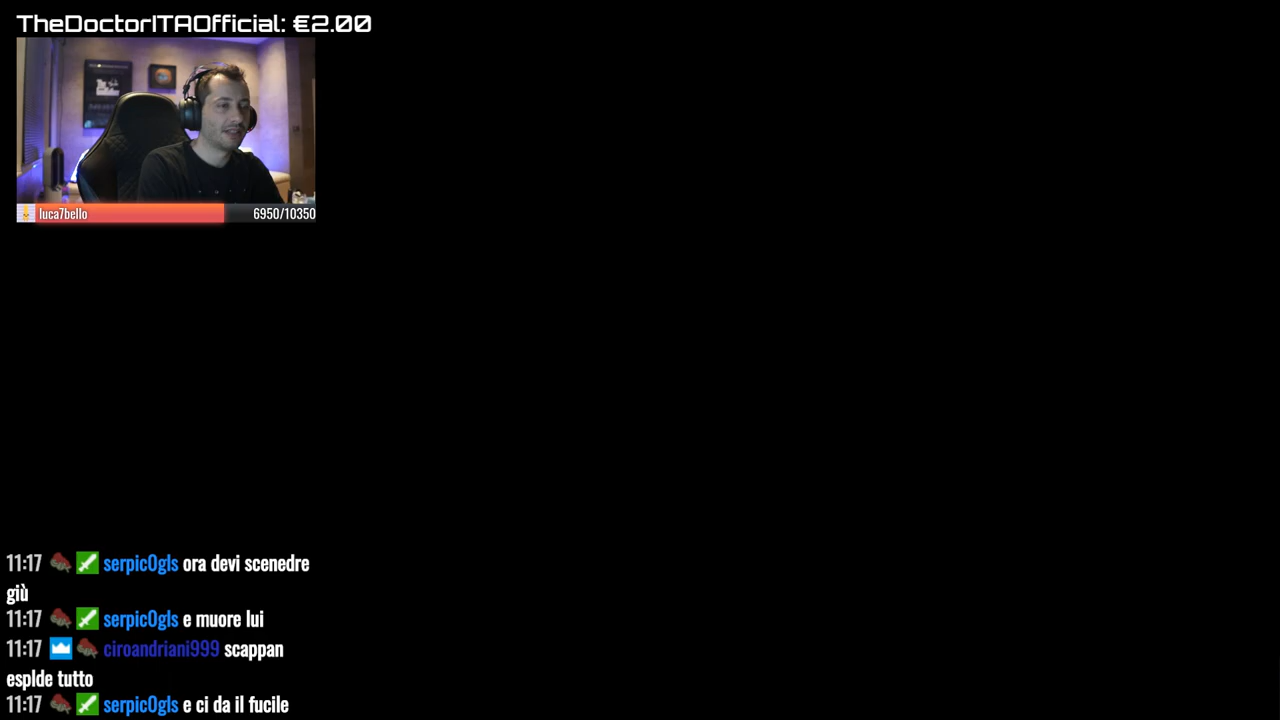 TheDoctorITAOfficial: €2.00
luca7bello 6950/10350
11:17 serpic0gls ora devi scenedre
giù
11:17 serpic0gls e muore lui
11:17 ciroandriani999 scappan
esplde tutto
11:17 serpic0gls e ci da il fucile